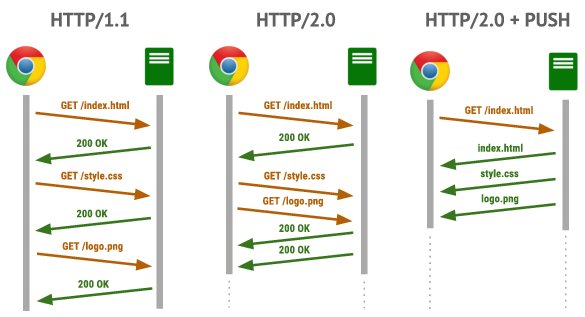 HTTP/1.1
GET /index.html
200 OK
GET /style.css
200 OK
GET /logo.png
200 OK
HTTP/2.0
GET /index.html
200 OK
GET /style.css
GET /logo.png
200 OK
200 OK
HTTP/2.0 + PUSH
GET /index.html
index.html
style.css
logo.png